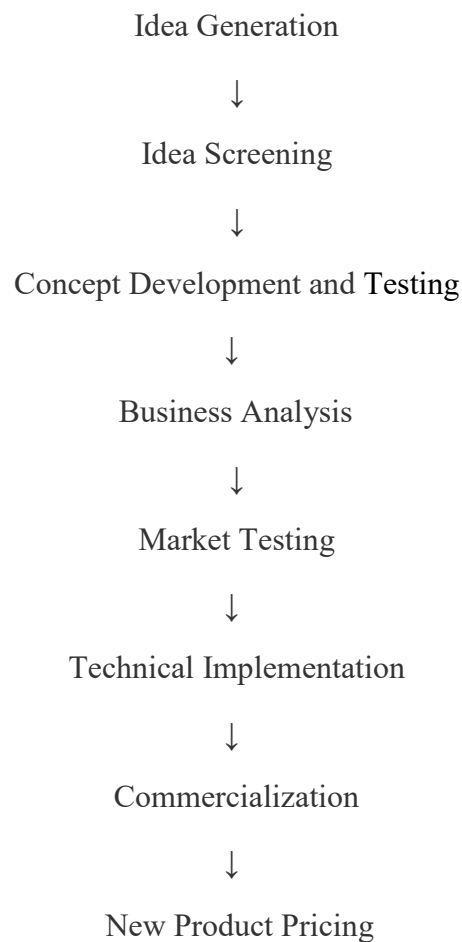 Idea Generation
↓
Idea Screening
↓
Concept Development and Testing
↓
Business Analysis
↓
Market Testing
↓
Technical Implementation
↓
Commercialization
↓
New Product Pricing